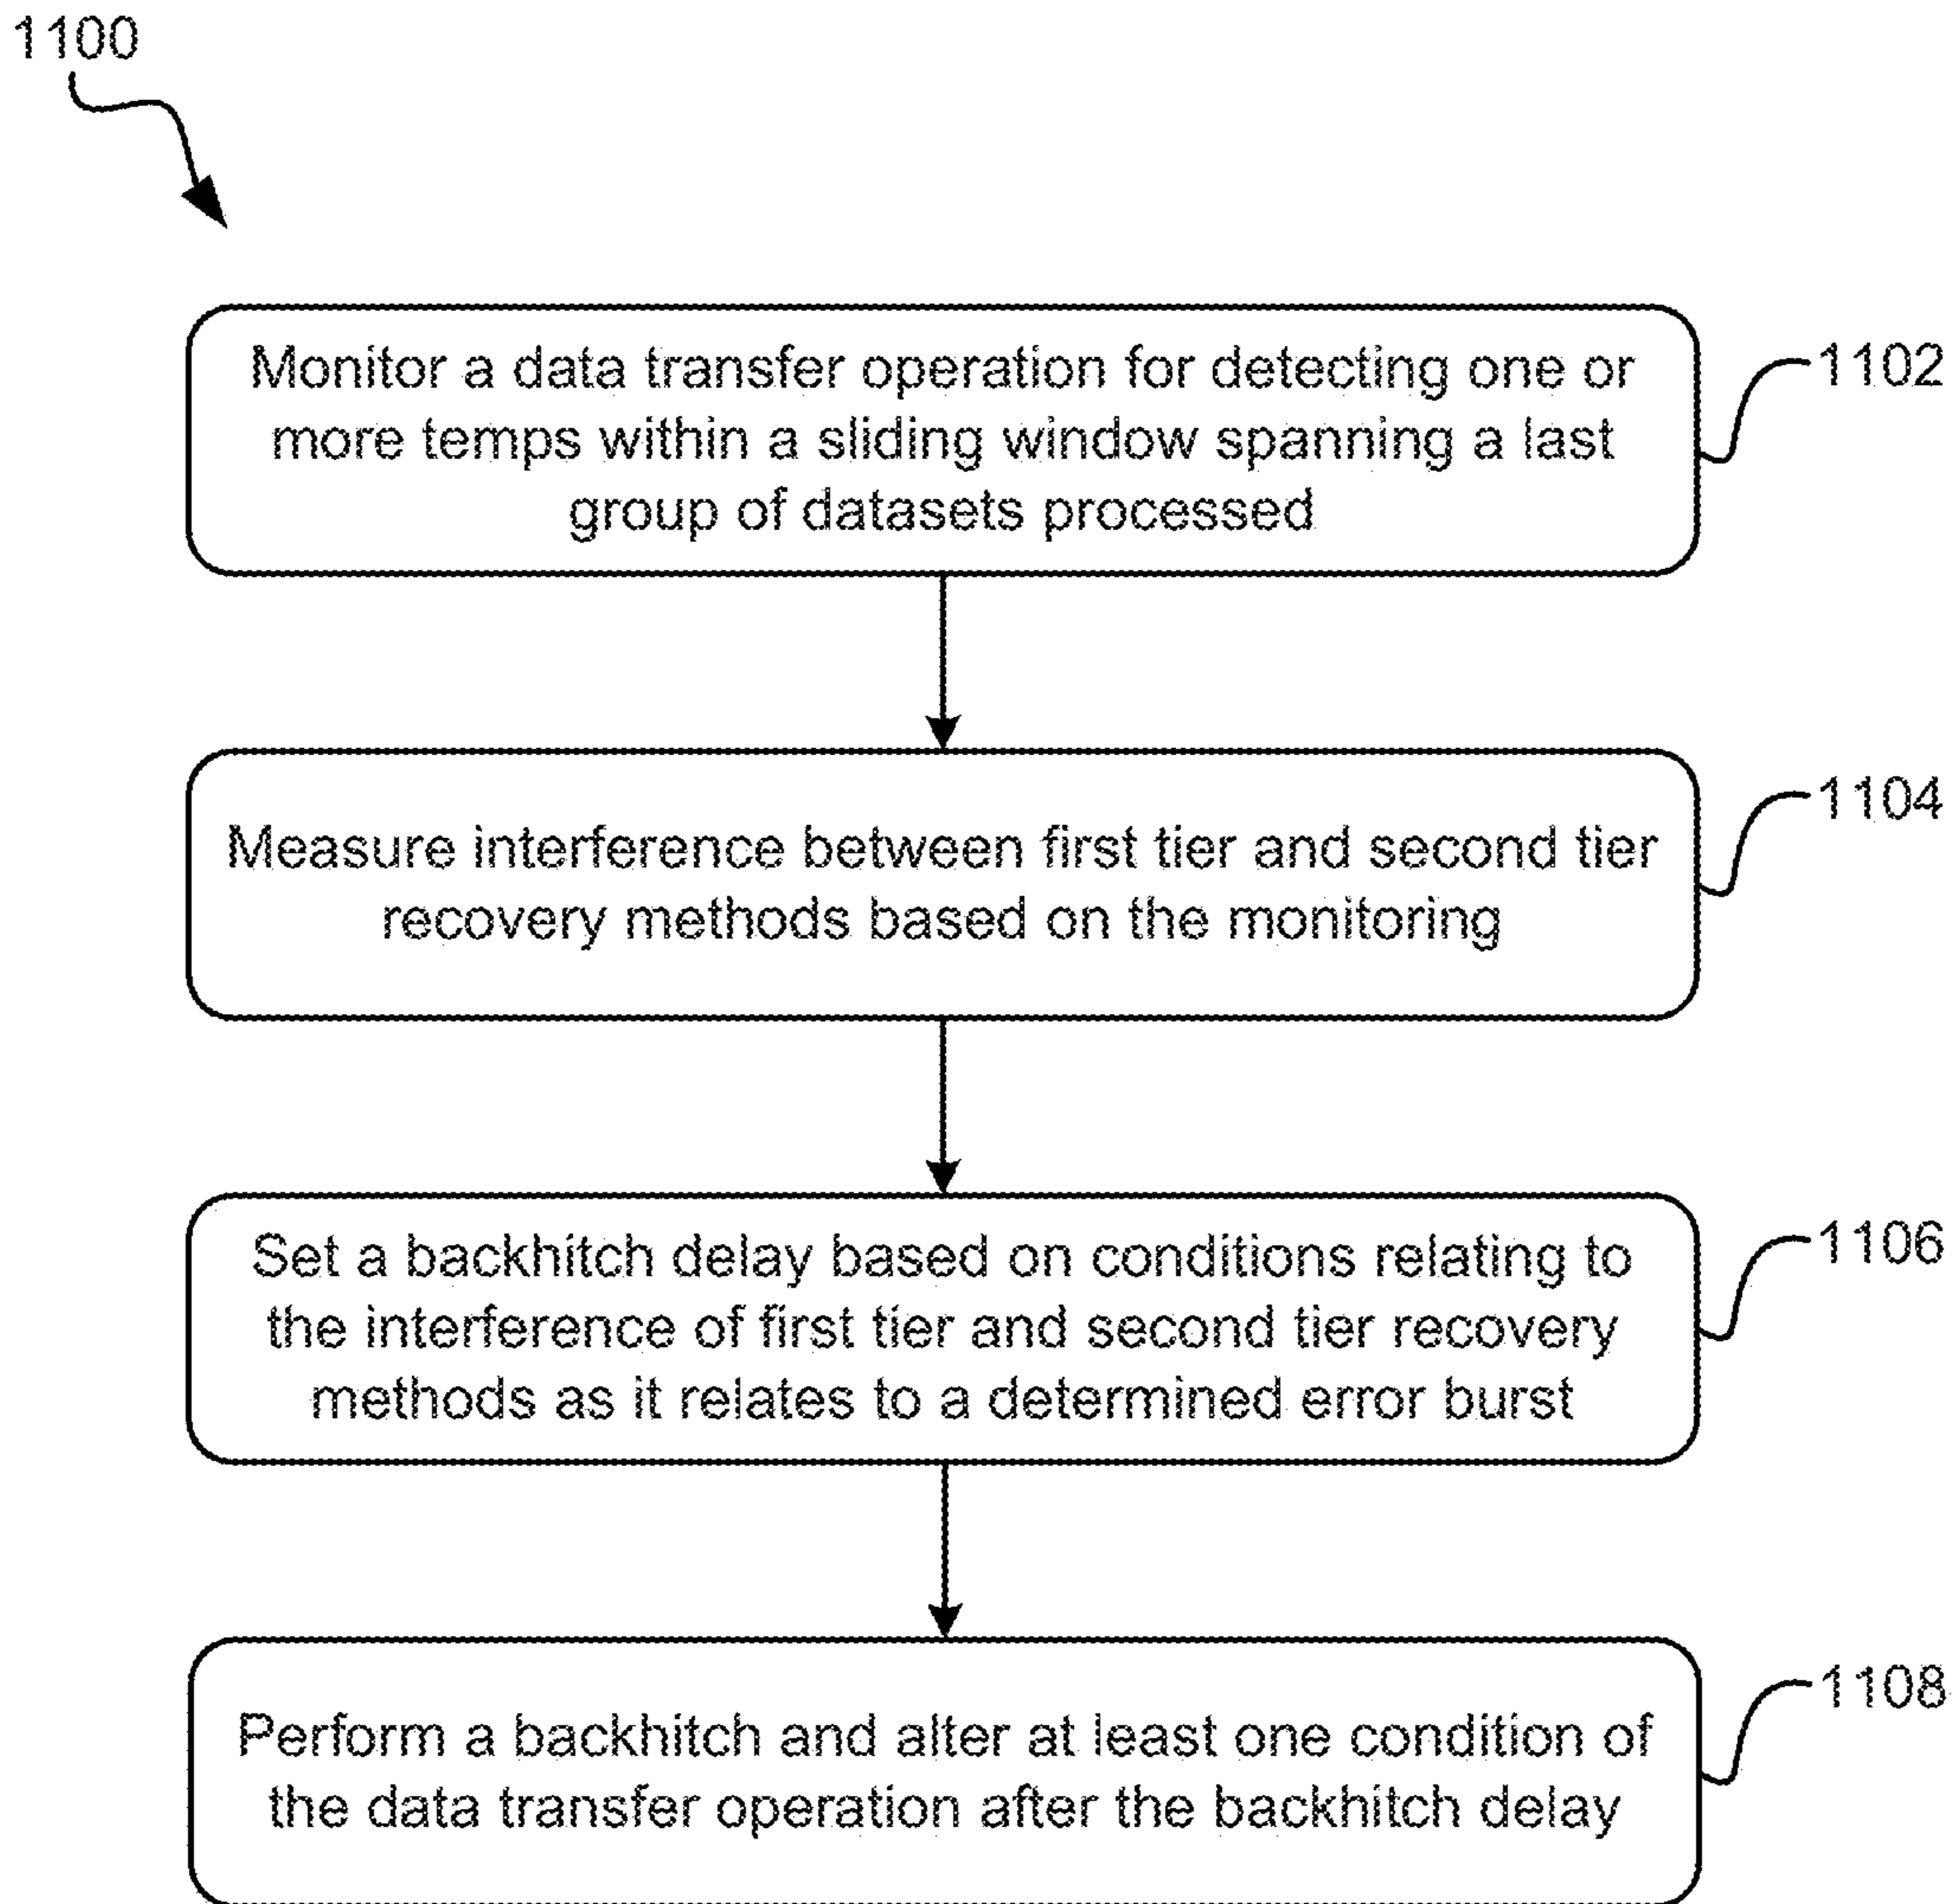 1100
Monitor a data transfer operation for detecting one or
more temps within a sliding window spanning a last
group of datasets processed
1102
Measure interference between first tier and second tier
recovery methods based on the monitoring
1104
Set a backhitch delay based on conditions relating to
the interference of first tier and second tier recovery
methods as it relates to a determined error burst
1106
Perform a backhitch and alter at least one condition of
the data transfer operation after the backhitch delay
1108